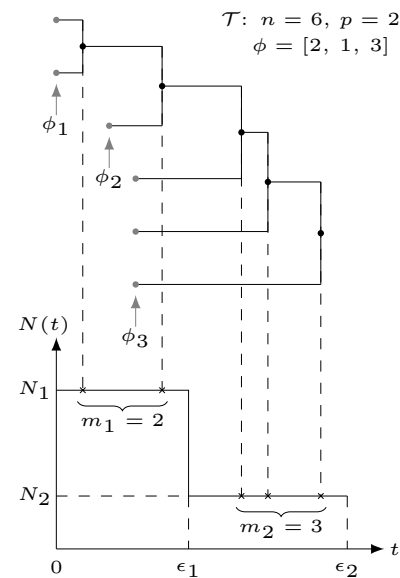 𝒯: n = 6, p = 2
ϕ = [2, 1, 3]
ϕ₁
ϕ₂
ϕ₃
N(t)
N₁
m₁ = 2
N₂
m₂ = 3
t
0
ϵ₁
ϵ₂